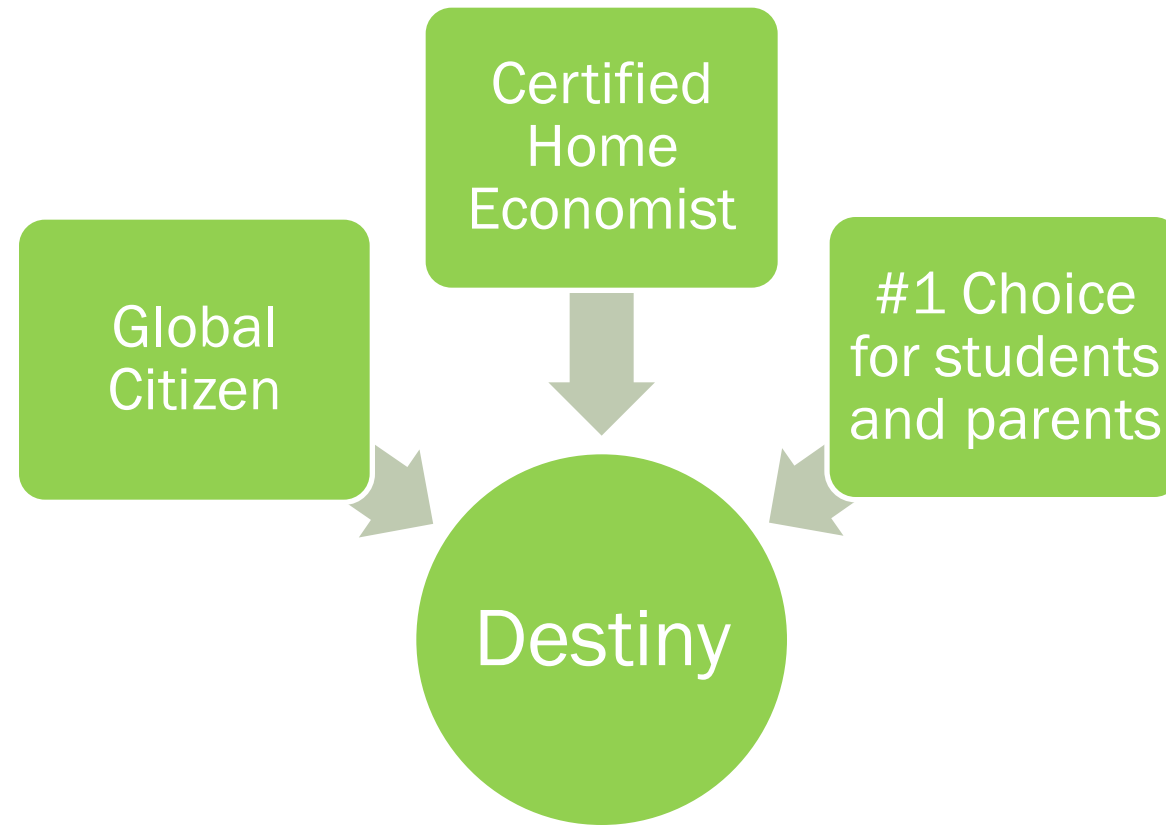 Certified
Home
Economist
Global
Citizen
#1 Choice
for students
and parents
Destiny